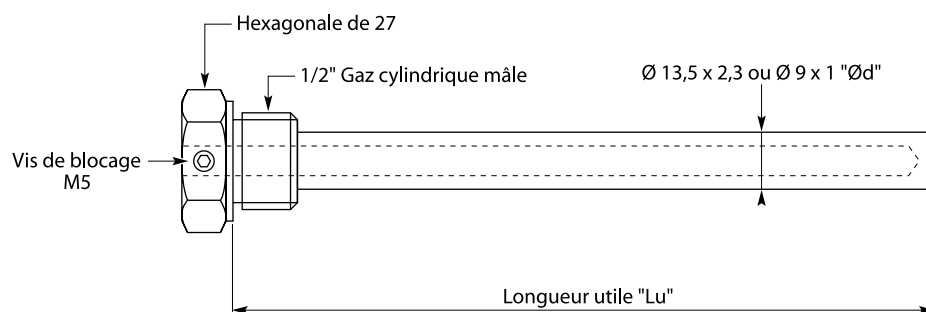 Hexagonale de 27
1/2" Gaz cylindrique mâle
Ø 13,5 x 2,3 ou Ø 9 x 1 "Ød"
Vis de blocage
M5
Longueur utile "Lu"